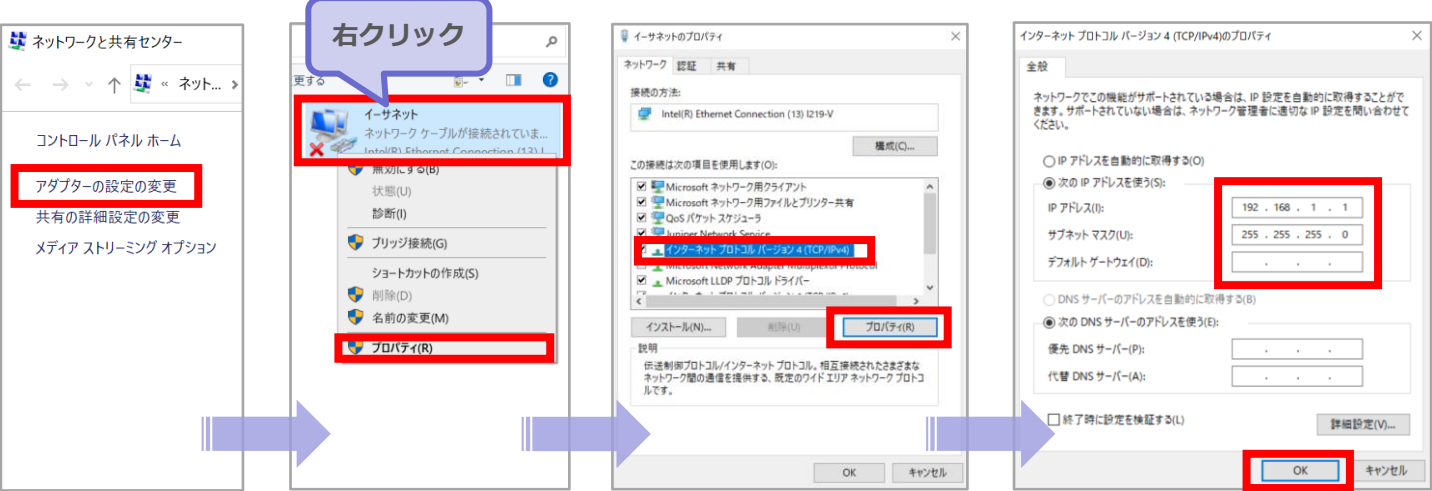 ネットワークと共有センター
« ネット...
コントロール パネル ホーム
アダプターの設定の変更
共有の詳細設定の変更
メディア ストリーミング オプション
右クリック
更する
イーサネット
ネットワーク ケーブルが接続されていま...
Intel(R) Ethernet Connection (13) I
無効にする(B)
状態(U)
診断(I)
ブリッジ接続(G)
ショートカットの作成(S)
削除(D)
名前の変更(M)
プロパティ(R)
イーサネットのプロパティ
ネットワーク 認証 共有
接続の方法:
Intel(R) Ethernet Connection (13) I219-V
構成(C)...
この接続は次の項目を使用します(O):
Microsoft ネットワーク用クライアント
Microsoft ネットワーク用ファイルとプリンター共有
QoS パケット スケジューラ
Juniper Network Service
インターネット プロトコル バージョン 4 (TCP/IPv4)
Microsoft Network Adapter Multiplexor Protocol
Microsoft LLDP プロトコル ドライバー
インストール(N)... 削除(U) プロパティ(R)
説明
伝送制御プロトコル/インターネット プロトコル。相互接続されたさまざまな
ネットワーク間の通信を提供する、既定のワイド エリア ネットワーク プロトコ
ルです。
OK キャンセル
インターネット プロトコル バージョン 4 (TCP/IPv4)のプロパティ
全般
ネットワークでこの機能がサポートされている場合は、IP 設定を自動的に取得することがで
きます。サポートされていない場合は、ネットワーク管理者に適切な IP 設定を問い合わせて
ください。
IP アドレスを自動的に取得する(O)
次の IP アドレスを使う(S):
IP アドレス(I): 192 . 168 . 1 . 1
サブネット マスク(U): 255 . 255 . 255 . 0
デフォルト ゲートウェイ(D): . . .
DNS サーバーのアドレスを自動的に取得する(B)
次の DNS サーバーのアドレスを使う(E):
優先 DNS サーバー(P): . . .
代替 DNS サーバー(A): . . .
終了時に設定を検証する(L)
詳細設定(V)...
OK キャンセル